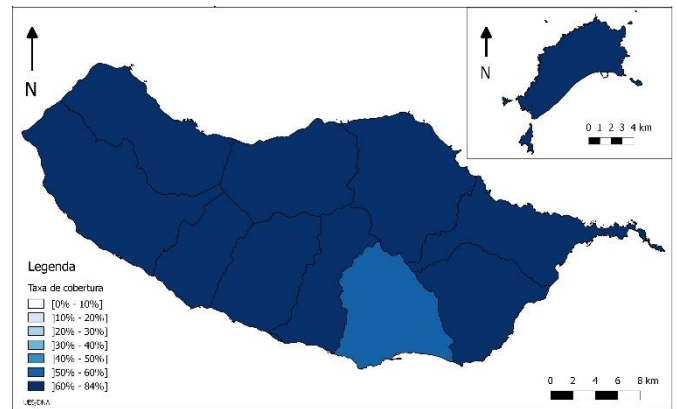 N
N
0 1 2 3 4 km
Legenda
Taxa de cobertura
[0% - 10%]
]10% - 20%]
]20% - 30%]
]30% - 40%]
]40% - 50%[
]50% - 60%]
]60% - 84%]
0 2 4 6 8 km